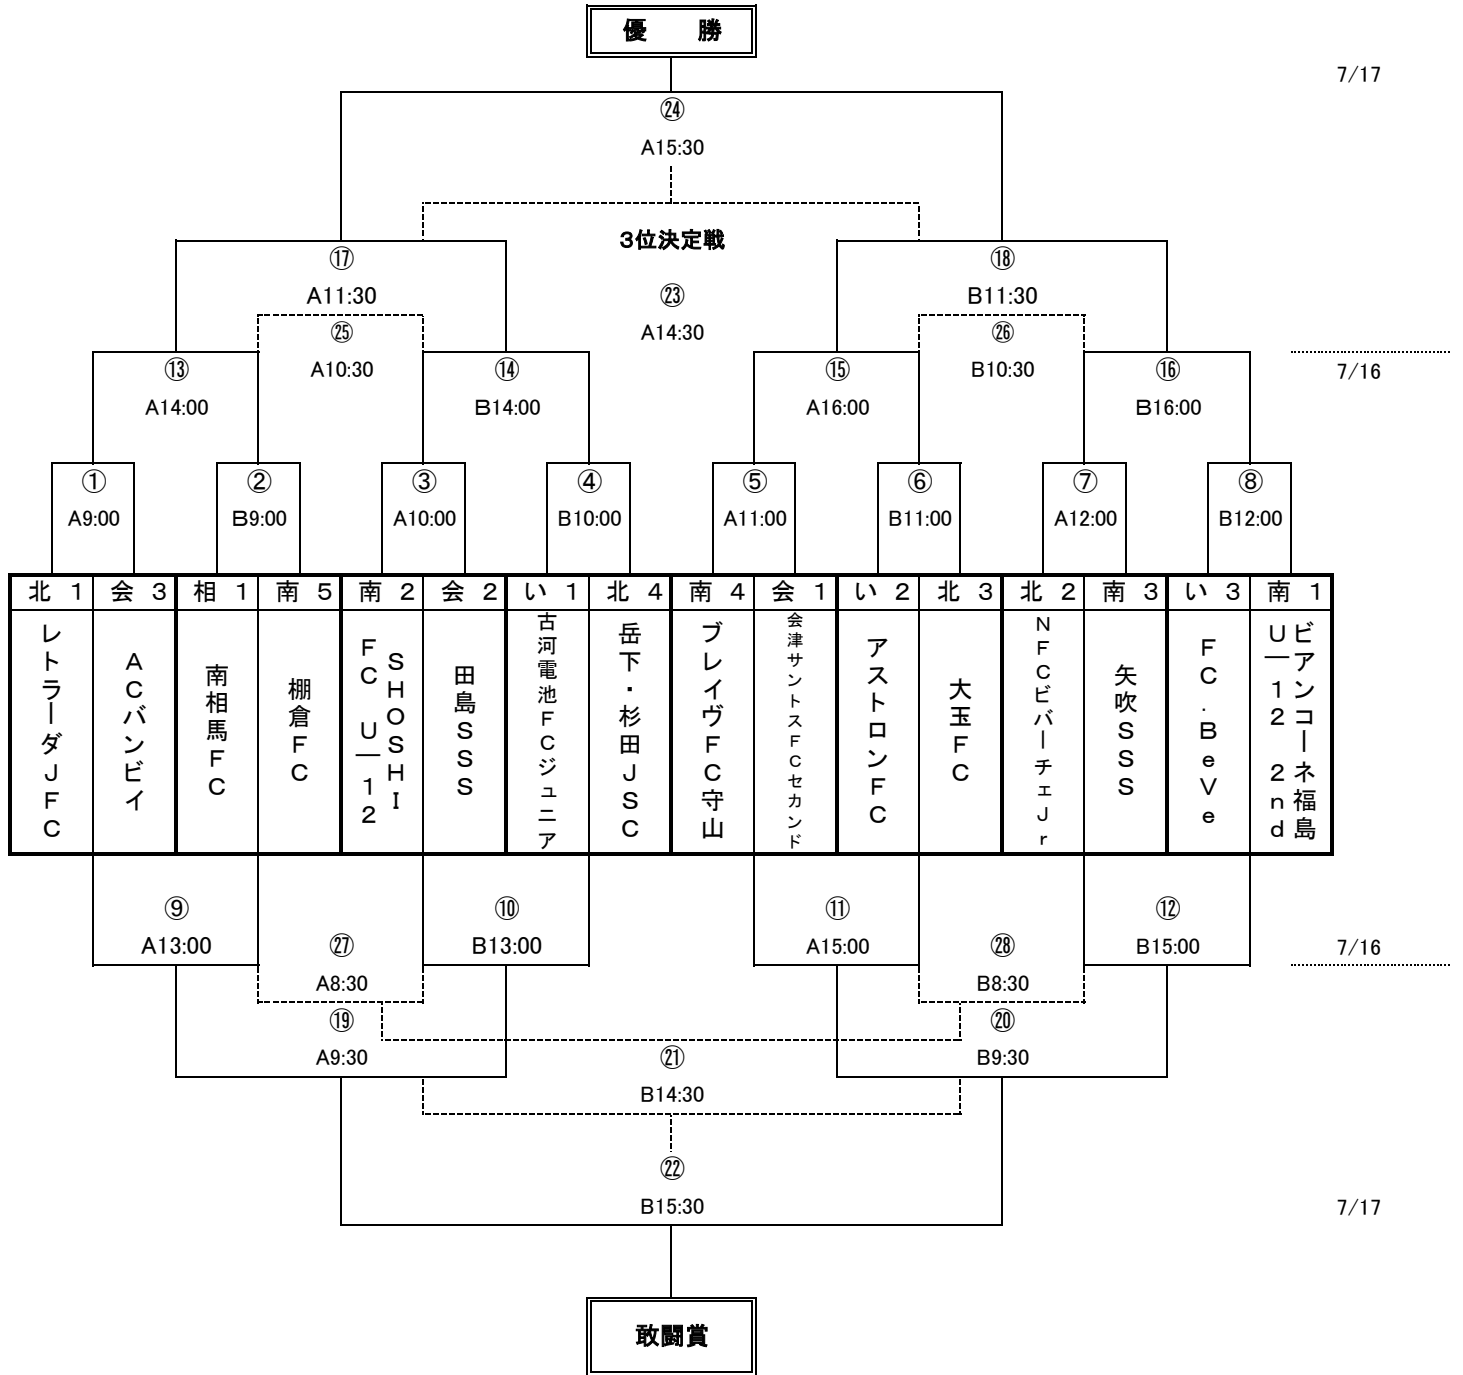 優　勝
7/17
㉔
A15:30
3位決定戦
⑰
⑱
A11:30
㉓
B11:30
㉕
A14:30
㉖
⑬
A10:30
⑭
⑮
B10:30
⑯
7/16
A14:00
B14:00
A16:00
B16:00
① ② ③ ④ ⑤ ⑥ ⑦ ⑧
A9:00 B9:00 A10:00 B10:00 A11:00 B11:00 A12:00 B12:00
北 1 会 3 相 1 南 5 南 2 会 2 い 1 北 4 南 4 会 1 い 2 北 3 北 2 南 3 い 3 南 1
レトラーダJFC
ACバンビイ
南相馬FC
棚倉FC
SHOSHI
FC U―12
田島SSS
古河電池FCジュニア
岳下・杉田JSC
ブレイヴFC守山
会津サントスFCセカンド
アストロンFC
大玉FC
NFCビバーチェJr
矢吹SSS
FC.BeVe
ビアンコーネ福島
U―12 2nd
⑨
⑩
⑪
⑫
A13:00
㉗
B13:00
A15:00
㉘
B15:00
7/16
A8:30
B8:30
⑲
⑳
A9:30
㉑
B9:30
B14:30
㉒
B15:30
7/17
敢闘賞